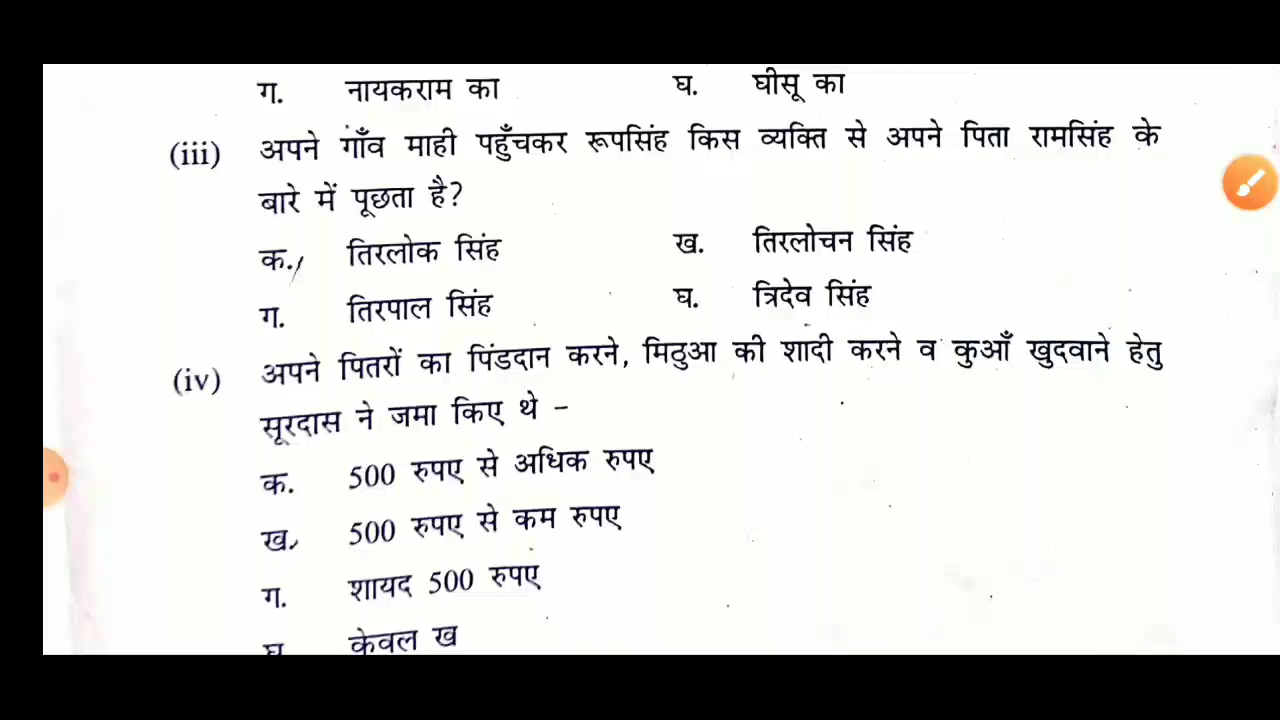 ग. नायकराम का घ. घीसू का
(iii) अपने गाँव माही पहुँचकर रूपसिंह किस व्यक्ति से अपने पिता रामसिंह के
बारे में पूछता है?
क. तिरलोक सिंह ख. तिरलोचन सिंह
ग. तिरपाल सिंह घ. त्रिदेव सिंह
(iv) अपने पितरों का पिंडदान करने, मिठुआ की शादी करने व कुआँ खुदवाने हेतु
सूरदास ने जमा किए थे –
क. 500 रुपए से अधिक रुपए
ख. 500 रुपए से कम रुपए
ग. शायद 500 रुपए
घ केवल ख